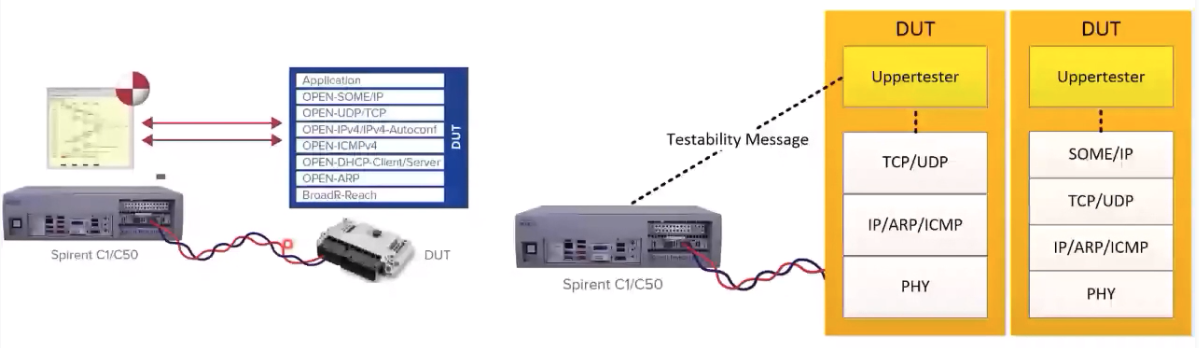 Application
OPEN-SOME/IP
OPEN-UDP/TCP
OPEN-IPv4/IPv4-Autoconf
OPEN-ICMPv4
OPEN-DHCP-Client/Server
OPEN-ARP
BroadR-Reach
DUT
Spirent C1/C50
DUT
Testability Message
Spirent C1/C50
DUT
Uppertester
TCP/UDP
IP/ARP/ICMP
PHY
DUT
Uppertester
SOME/IP
TCP/UDP
IP/ARP/ICMP
PHY